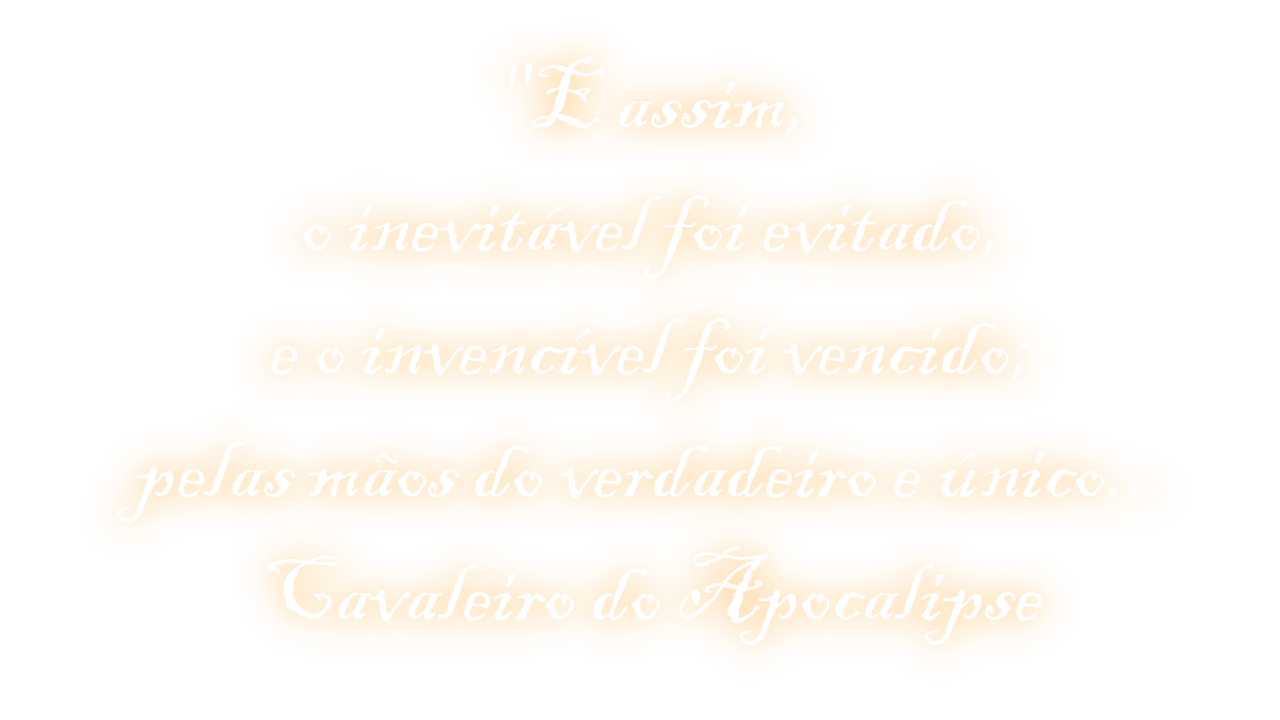 "E assim,
o inevitável foi evitado,
e o invencível foi vencido;
pelas mãos do verdadeiro e único...
Cavaleiro do Apocalipse